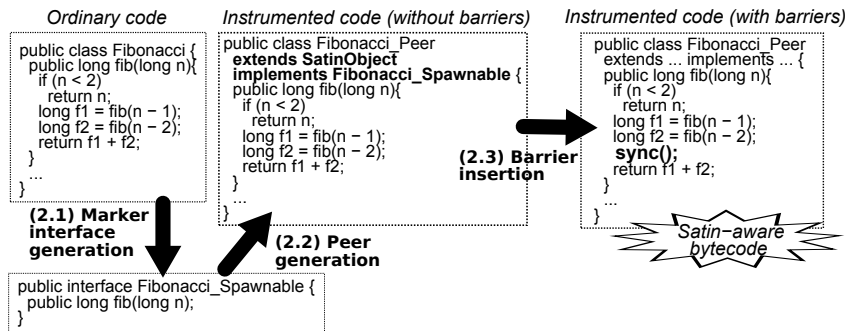 Ordinary code
public class Fibonacci {
public long fib(long n){
if (n < 2)
return n;
long f1 = fib(n − 1);
long f2 = fib(n − 2);
return f1 + f2;
}
...
}
(2.1) Marker
interface
generation
public interface Fibonacci_Spawnable {
public long fib(long n);
}
Instrumented code (without barriers)
public class Fibonacci_Peer
extends SatinObject
implements Fibonacci_Spawnable {
public long fib(long n){
if (n < 2)
return n;
long f1 = fib(n − 1);
long f2 = fib(n − 2);
return f1 + f2;
}
...
}
(2.2) Peer
generation
(2.3) Barrier
insertion
Instrumented code (with barriers)
public class Fibonacci_Peer
extends ... implements ... {
public long fib(long n){
if (n < 2)
return n;
long f1 = fib(n − 1);
long f2 = fib(n − 2);
sync();
return f1 + f2;
}
...
}
Satin−aware
bytecode